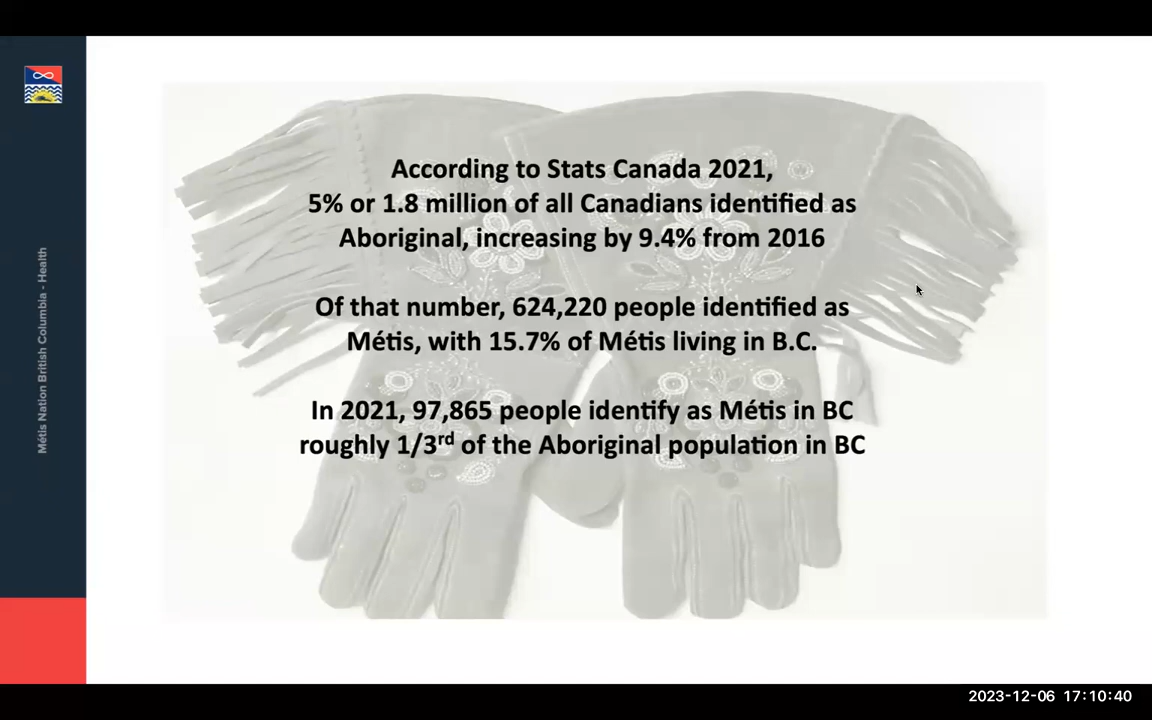 According to Stats Canada 2021,
5% or 1.8 million of all Canadians identified as
Aboriginal, increasing by 9.4% from 2016
Of that number, 624,220 people identified as
Métis, with 15.7% of Métis living in B.C.
In 2021, 97,865 people identify as Métis in BC
roughly 1/3rd of the Aboriginal population in BC
Métis Nation British Columbia - Health
2023-12-06 17:10:40